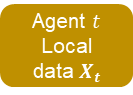 Agent t
Local
data Xₜ